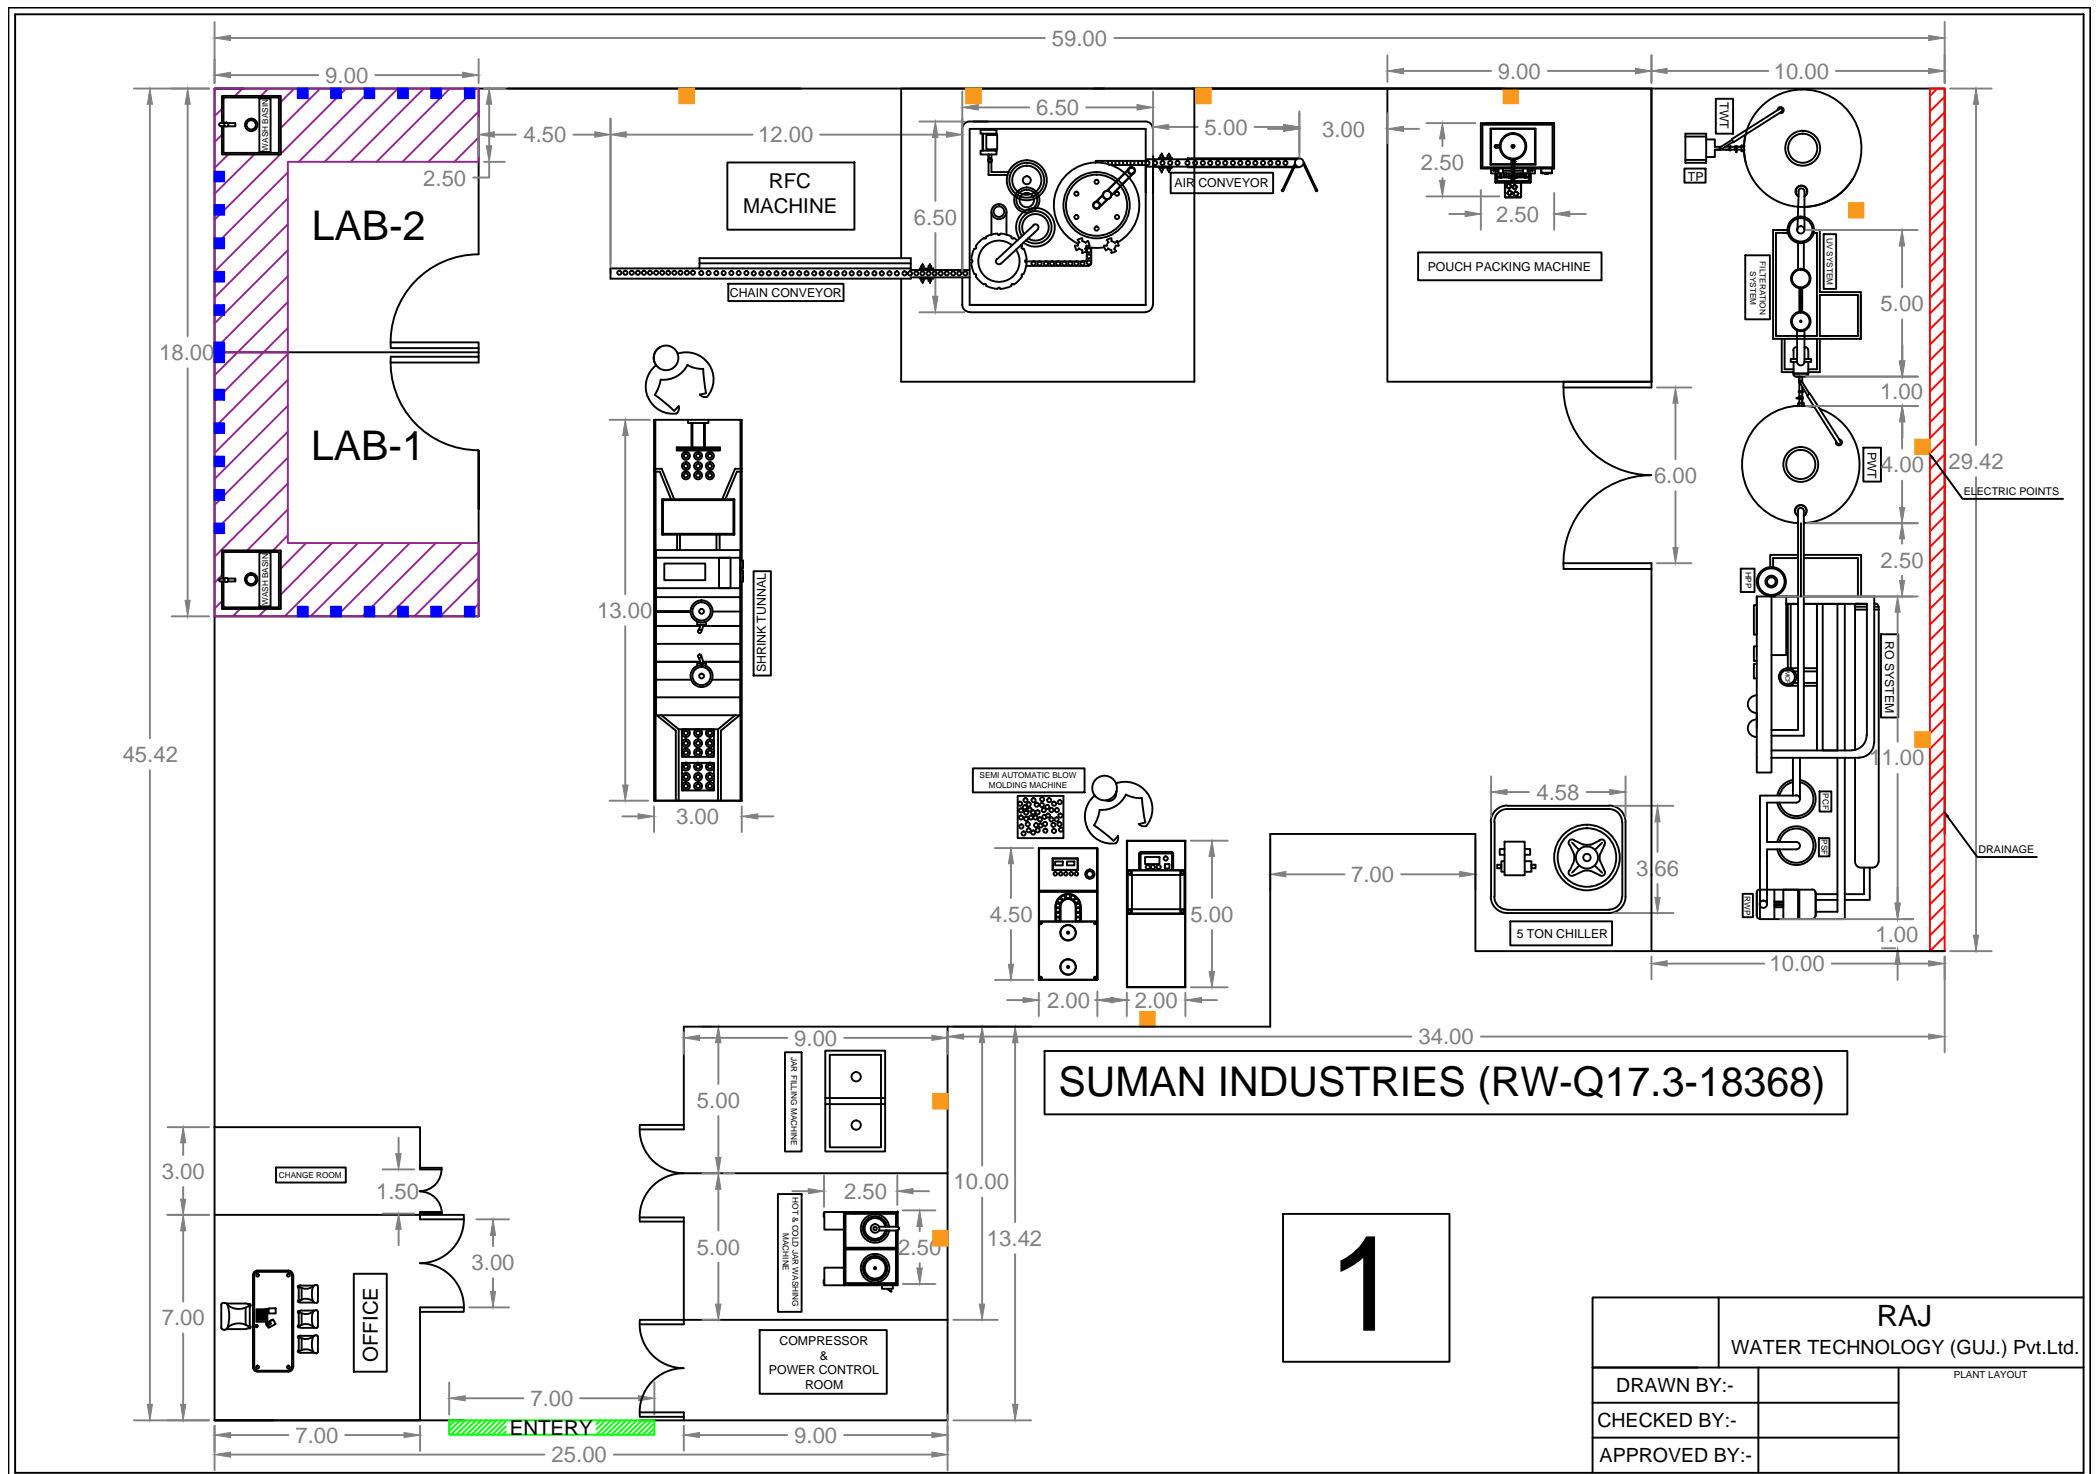 59.00
9.00
9.00
10.00
6.50
4.50
12.00
5.00
3.00
WASH BASIN
2.50
RFC
MACHINE
AIR CONVEYOR
6.50
2.50
2.50
TWT
TP
LAB-2
CHAIN CONVEYOR
POUCH PACKING MACHINE
UV SYSTEM
FILTERATION
SYSTEM
5.00
18.00
1.00
LAB-1
6.00
PWT
4.00
29.42
ELECTRIC POINTS
WASH BASIN
2.50
HPP
13.00
SHRINK TUNNAL
RO SYSTEM
MCF
45.42
11.00
3.00
SEMI AUTOMATIC BLOW
MOLDING MACHINE
4.58
PCF
PSF
DRAINAGE
3.66
7.00
4.50
5.00
RWP
5 TON CHILLER
1.00
10.00
2.00
2.00
9.00
34.00
JAR FILLING MACHINE
5.00
SUMAN INDUSTRIES (RW-Q17.3-18368)
3.00
CHANGE ROOM
1.50
2.50
10.00
HOT & COLD JAR WASHING
MACHINE
5.00
2.50
13.42
3.00
7.00
OFFICE
1
COMPRESSOR
&
POWER CONTROL
ROOM
7.00
ENTERY
7.00
9.00
25.00
RAJ
WATER TECHNOLOGY (GUJ.) Pvt.Ltd.
DRAWN BY:-
PLANT LAYOUT
CHECKED BY:-
APPROVED BY:-